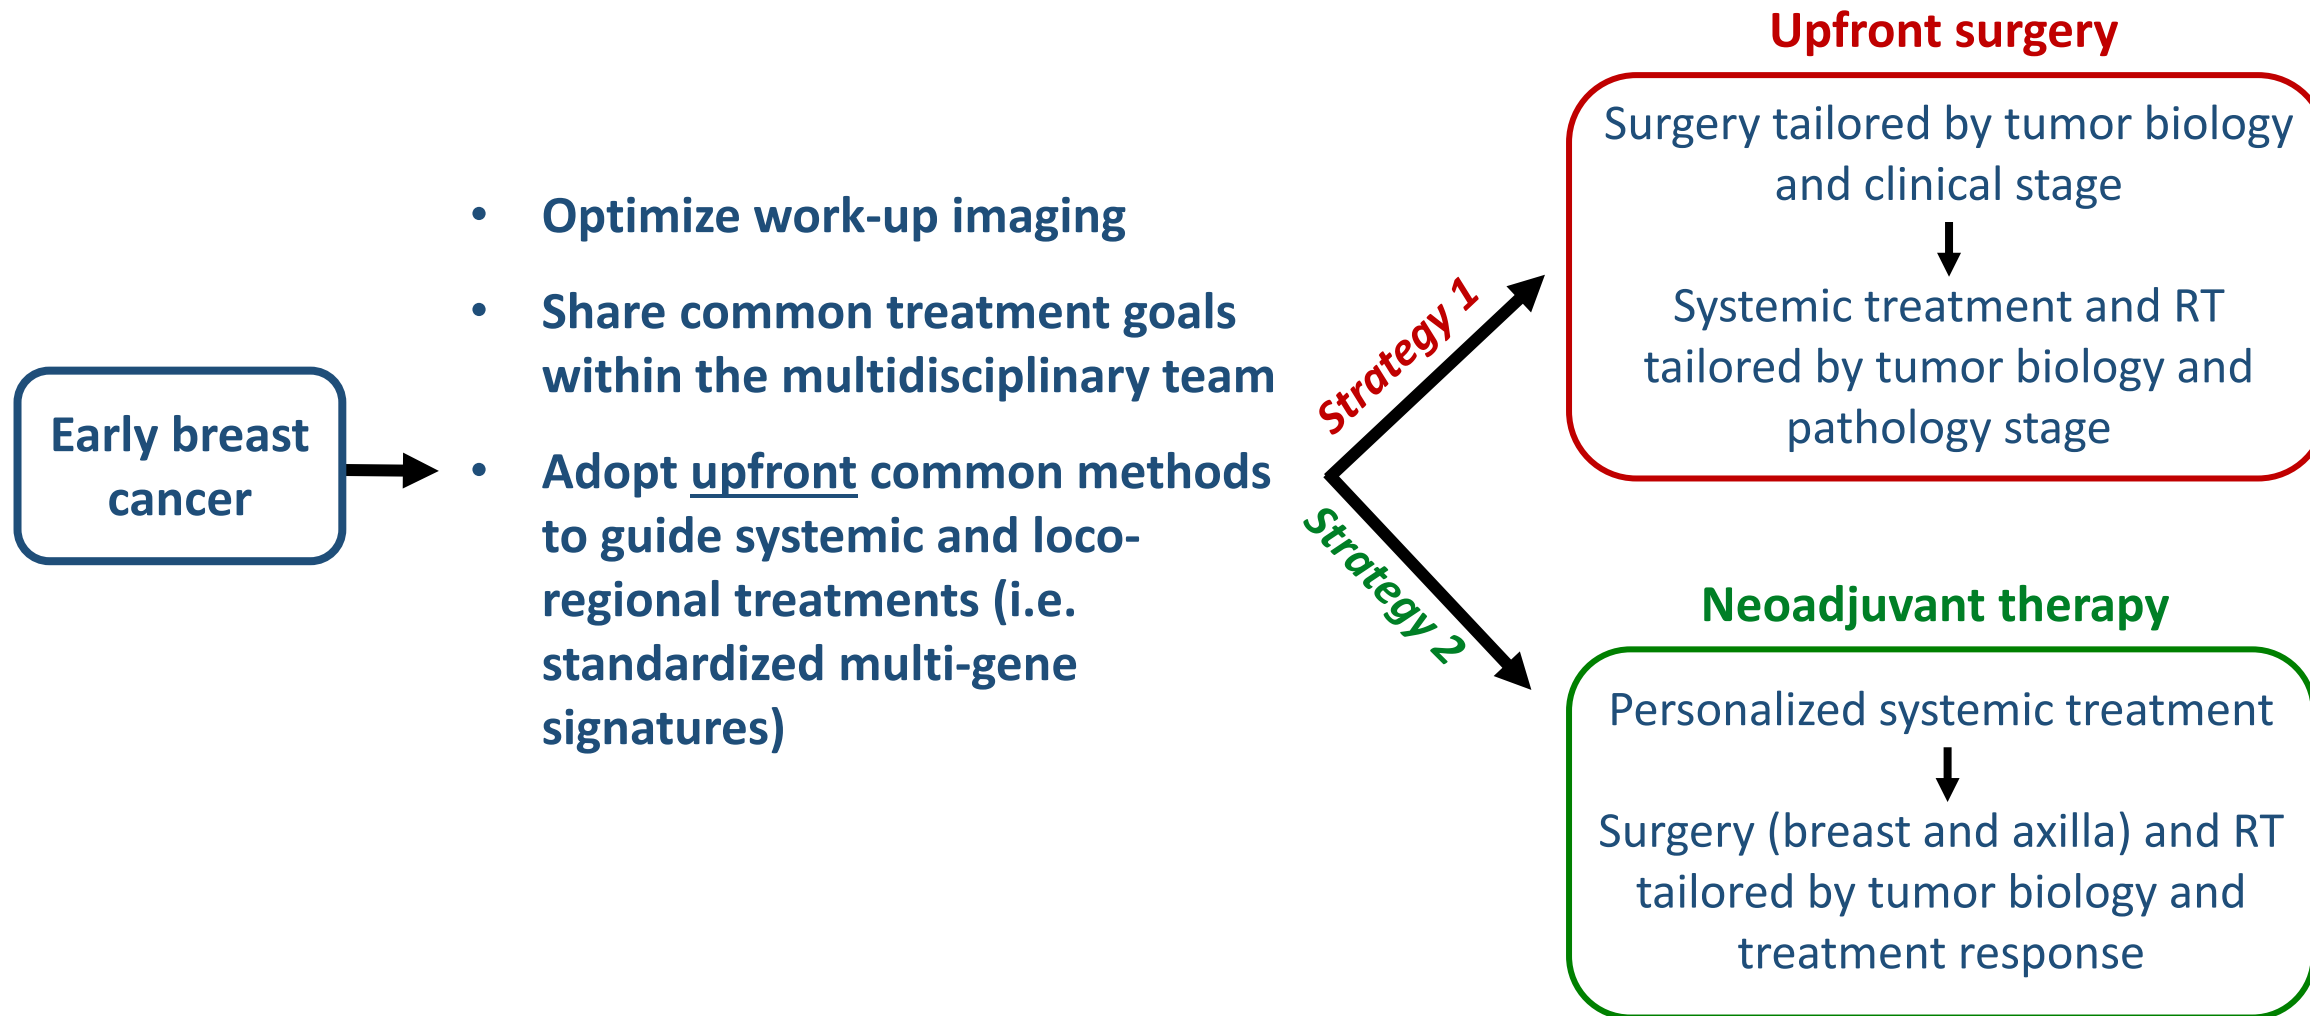 Early breast
cancer
• Optimize work-up imaging
• Share common treatment goals
within the multidisciplinary team
• Adopt upfront common methods
to guide systemic and loco-
regional treatments (i.e.
standardized multi-gene
signatures)
Strategy 1
Strategy 2
Upfront surgery
Surgery tailored by tumor biology
and clinical stage
Systemic treatment and RT
tailored by tumor biology and
pathology stage
Neoadjuvant therapy
Personalized systemic treatment
Surgery (breast and axilla) and RT
tailored by tumor biology and
treatment response